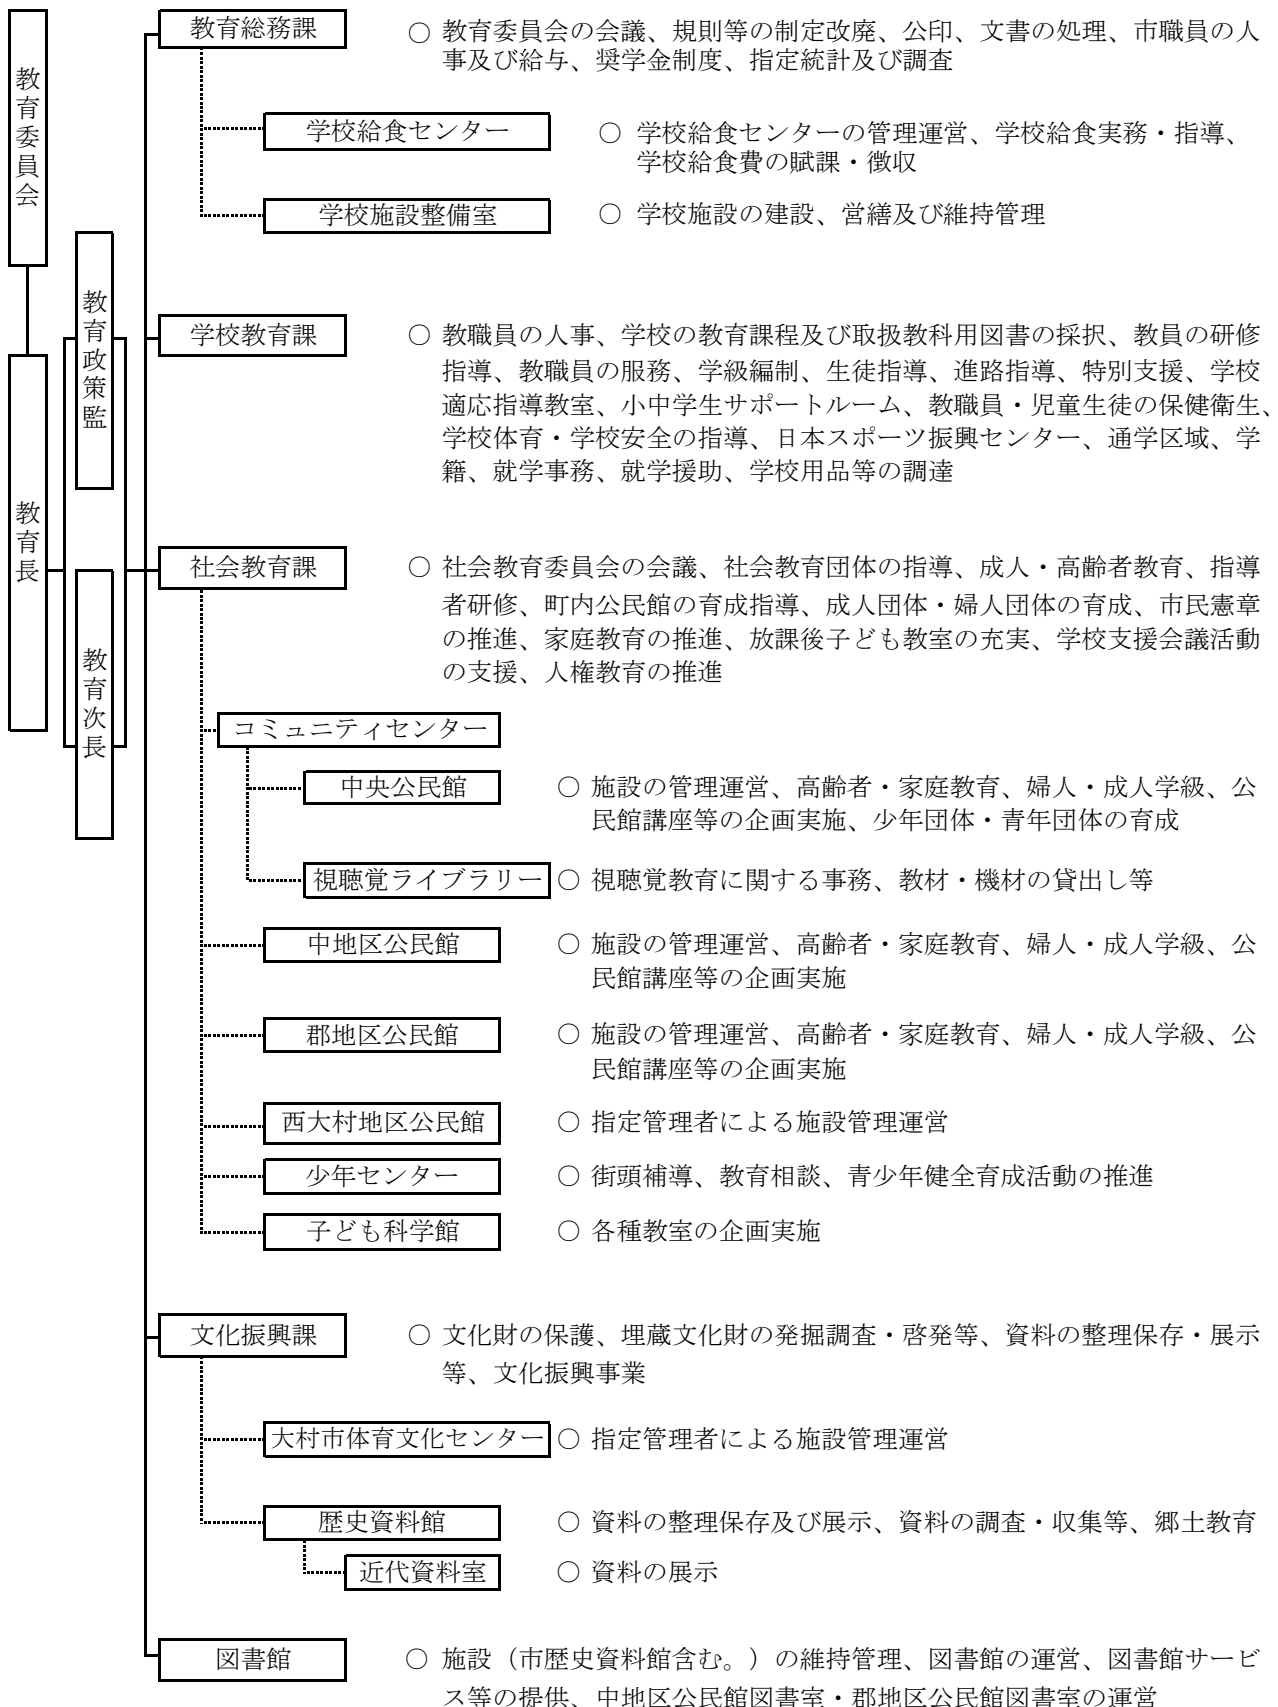 教育委員会
教育長
教育政策監
教育次長
教育総務課
○ 教育委員会の会議、規則等の制定改廃、公印、文書の処理、市職員の人
事及び給与、奨学金制度、指定統計及び調査
学校給食センター
○ 学校給食センターの管理運営、学校給食実務・指導、
学校給食費の賦課・徴収
学校施設整備室
○ 学校施設の建設、営繕及び維持管理
学校教育課
○ 教職員の人事、学校の教育課程及び取扱教科用図書の採択、教員の研修
指導、教職員の服務、学級編制、生徒指導、進路指導、特別支援、学校
適応指導教室、小中学生サポートルーム、教職員・児童生徒の保健衛生、
学校体育・学校安全の指導、日本スポーツ振興センター、通学区域、学
籍、就学事務、就学援助、学校用品等の調達
社会教育課
○ 社会教育委員会の会議、社会教育団体の指導、成人・高齢者教育、指導
者研修、町内公民館の育成指導、成人団体・婦人団体の育成、市民憲章
の推進、家庭教育の推進、放課後子ども教室の充実、学校支援会議活動
の支援、人権教育の推進
コミュニティセンター
中央公民館
○ 施設の管理運営、高齢者・家庭教育、婦人・成人学級、公
民館講座等の企画実施、少年団体・青年団体の育成
視聴覚ライブラリー
○ 視聴覚教育に関する事務、教材・機材の貸出し等
中地区公民館
○ 施設の管理運営、高齢者・家庭教育、婦人・成人学級、公
民館講座等の企画実施
郡地区公民館
○ 施設の管理運営、高齢者・家庭教育、婦人・成人学級、公
民館講座等の企画実施
西大村地区公民館
○ 指定管理者による施設管理運営
少年センター
○ 街頭補導、教育相談、青少年健全育成活動の推進
子ども科学館
○ 各種教室の企画実施
文化振興課
○ 文化財の保護、埋蔵文化財の発掘調査・啓発等、資料の整理保存・展示
等、文化振興事業
大村市体育文化センター
○ 指定管理者による施設管理運営
歴史資料館
○ 資料の整理保存及び展示、資料の調査・収集等、郷土教育
近代資料室
○ 資料の展示
図書館
○ 施設（市歴史資料館含む。）の維持管理、図書館の運営、図書館サービ
ス等の提供、中地区公民館図書室・郡地区公民館図書室の運営